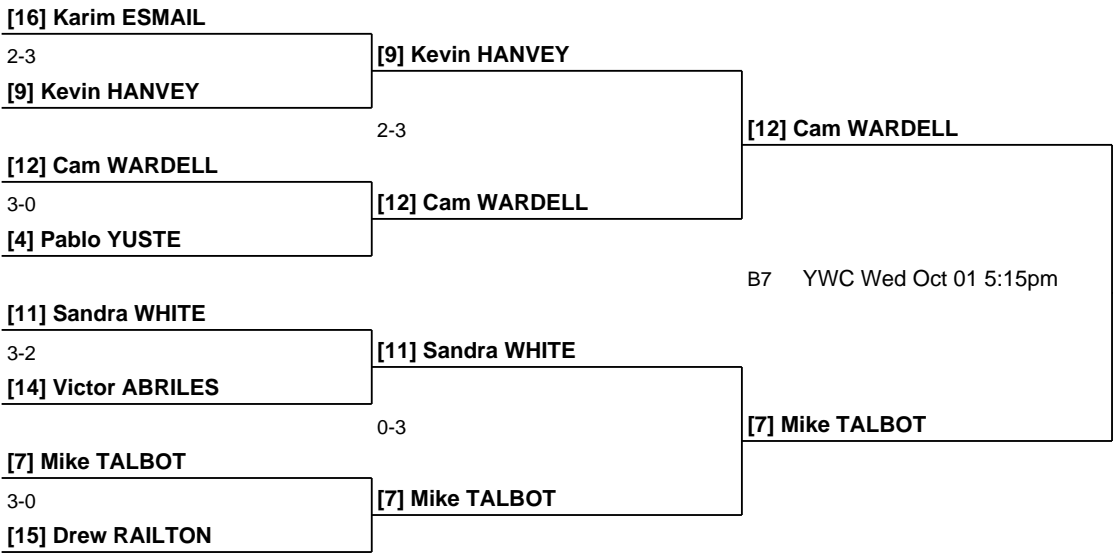 [16] Karim ESMAIL
2-3
[9] Kevin HANVEY
[9] Kevin HANVEY
2-3
[12] Cam WARDELL
[12] Cam WARDELL
3-0
[12] Cam WARDELL
[4] Pablo YUSTE
B7 YWC Wed Oct 01 5:15pm
[11] Sandra WHITE
3-2
[11] Sandra WHITE
[14] Victor ABRILES
0-3
[7] Mike TALBOT
[7] Mike TALBOT
3-0
[7] Mike TALBOT
[15] Drew RAILTON